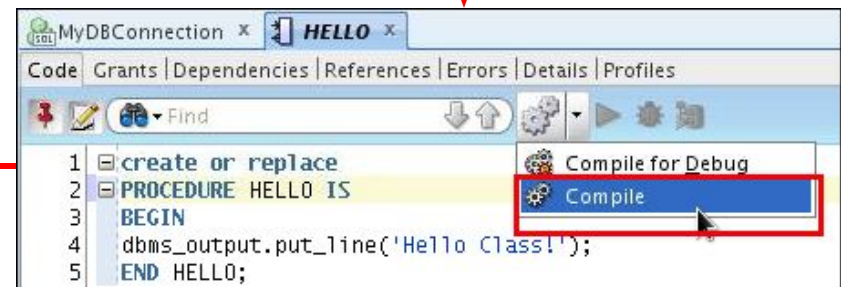 MyDBConnection x HELLO x
Code Grants | Dependencies | References | Errors | Details | Profiles
Find
Compile for Debug
Compile
1 create or replace
2 PROCEDURE HELLO IS
3 BEGIN
4 dbms_output.put_line('Hello Class!');
5 END HELLO;